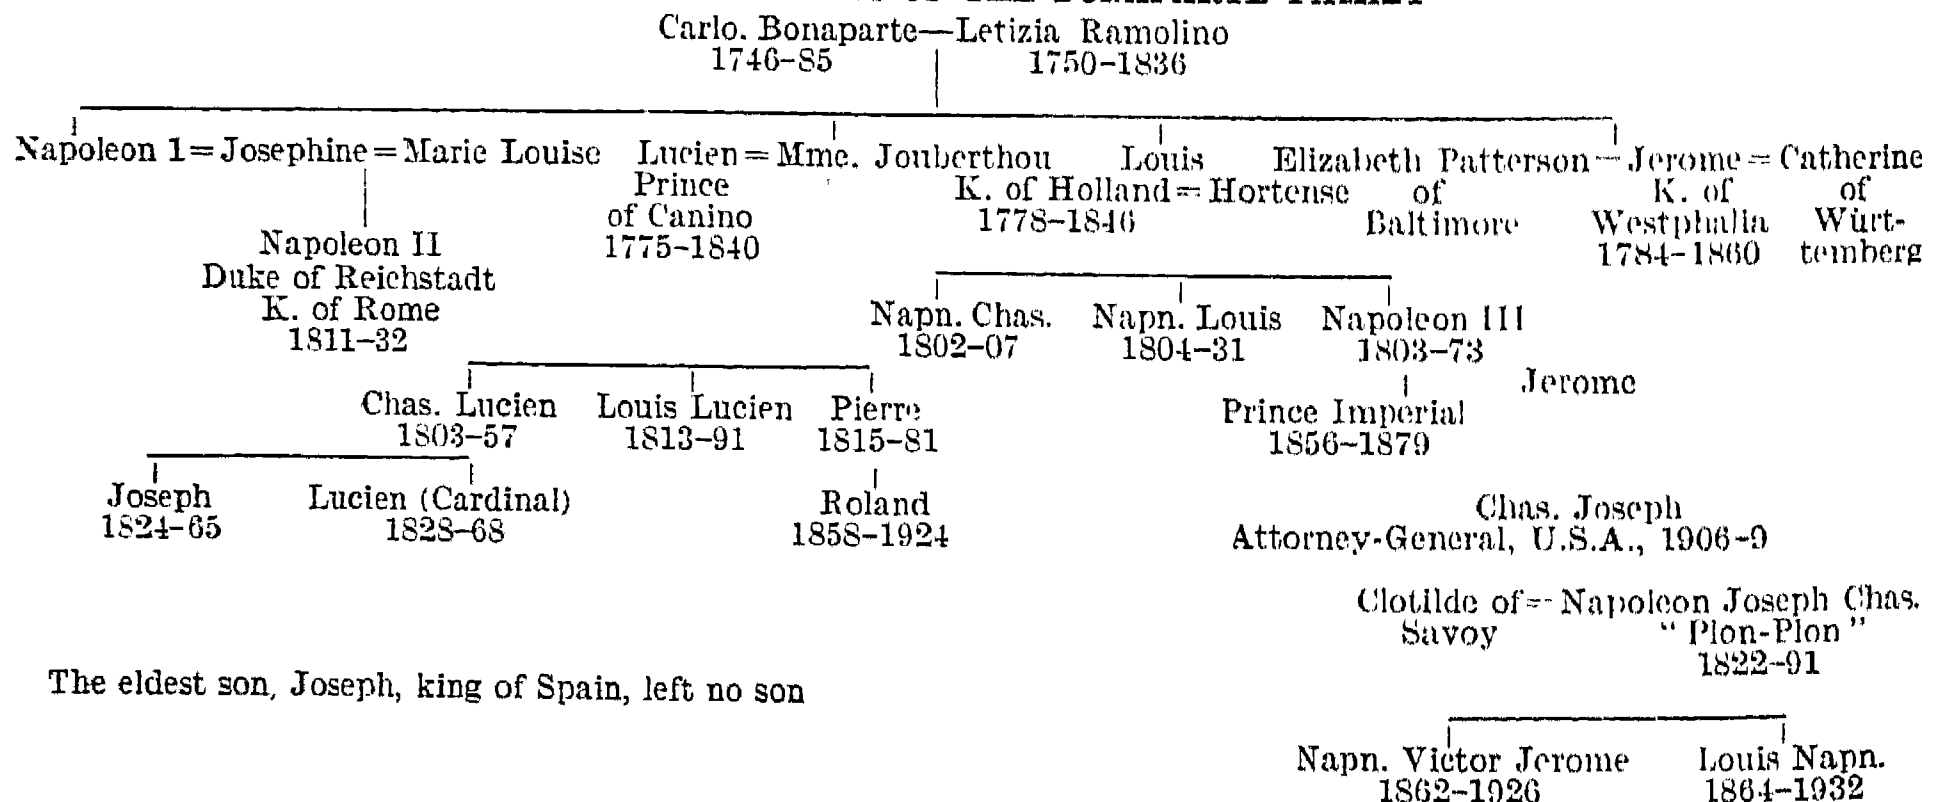 Carlo. Bonaparte—Letizia Ramolino
1746-85 1750-1836
Napoleon 1=Josephine=Marie Louise Lucien=Mme. Jouberthou Louis Elizabeth Patterson—Jerome=Catherine
Prince K. of Holland=Hortense of K. of of
of Canino 1778-1846 Baltimore Westphalia Würt-
1775-1840 1784-1860 temberg
Napoleon II
Duke of Reichstadt
K. of Rome
1811-32
Napn. Chas. Napn. Louis Napoleon III
1802-07 1804-31 1803-73
Jerome
Chas. Lucien Louis Lucien Pierre Prince Imperial
1803-57 1813-91 1815-81 1856-1879
Joseph Lucien (Cardinal) Roland Chas. Joseph
1824-65 1828-68 1858-1924 Attorney-General, U.S.A., 1906-9
Clotilde of=Napoleon Joseph Chas.
Savoy "Plon-Plon"
1822-91
The eldest son, Joseph, king of Spain, left no son
Napn. Victor Jerome Louis Napn.
1862-1926 1864-1932